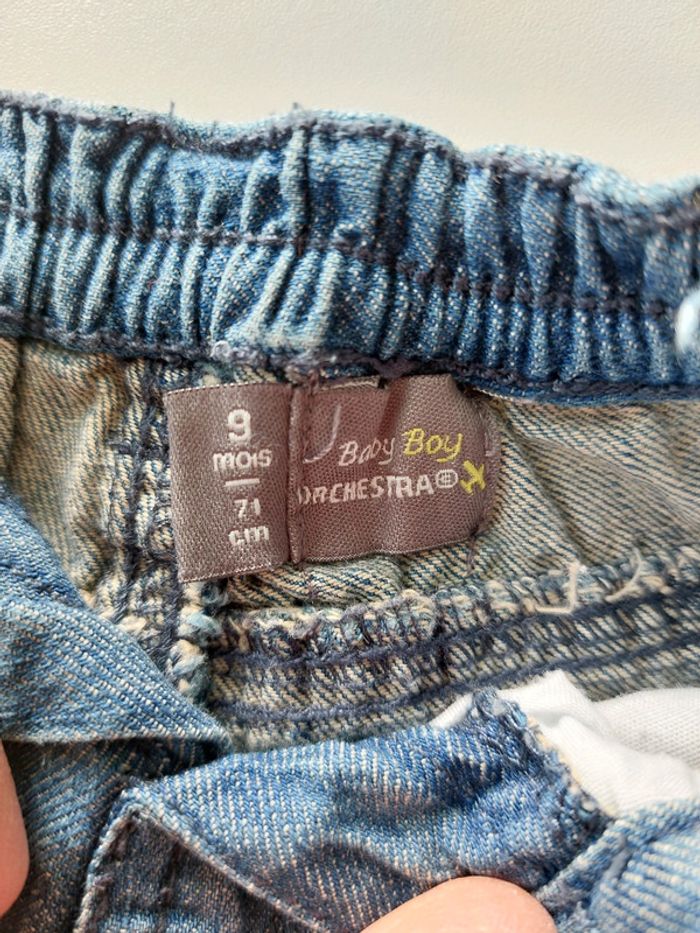 9
mois
71
cm
Baby Boy
ORCHESTRA